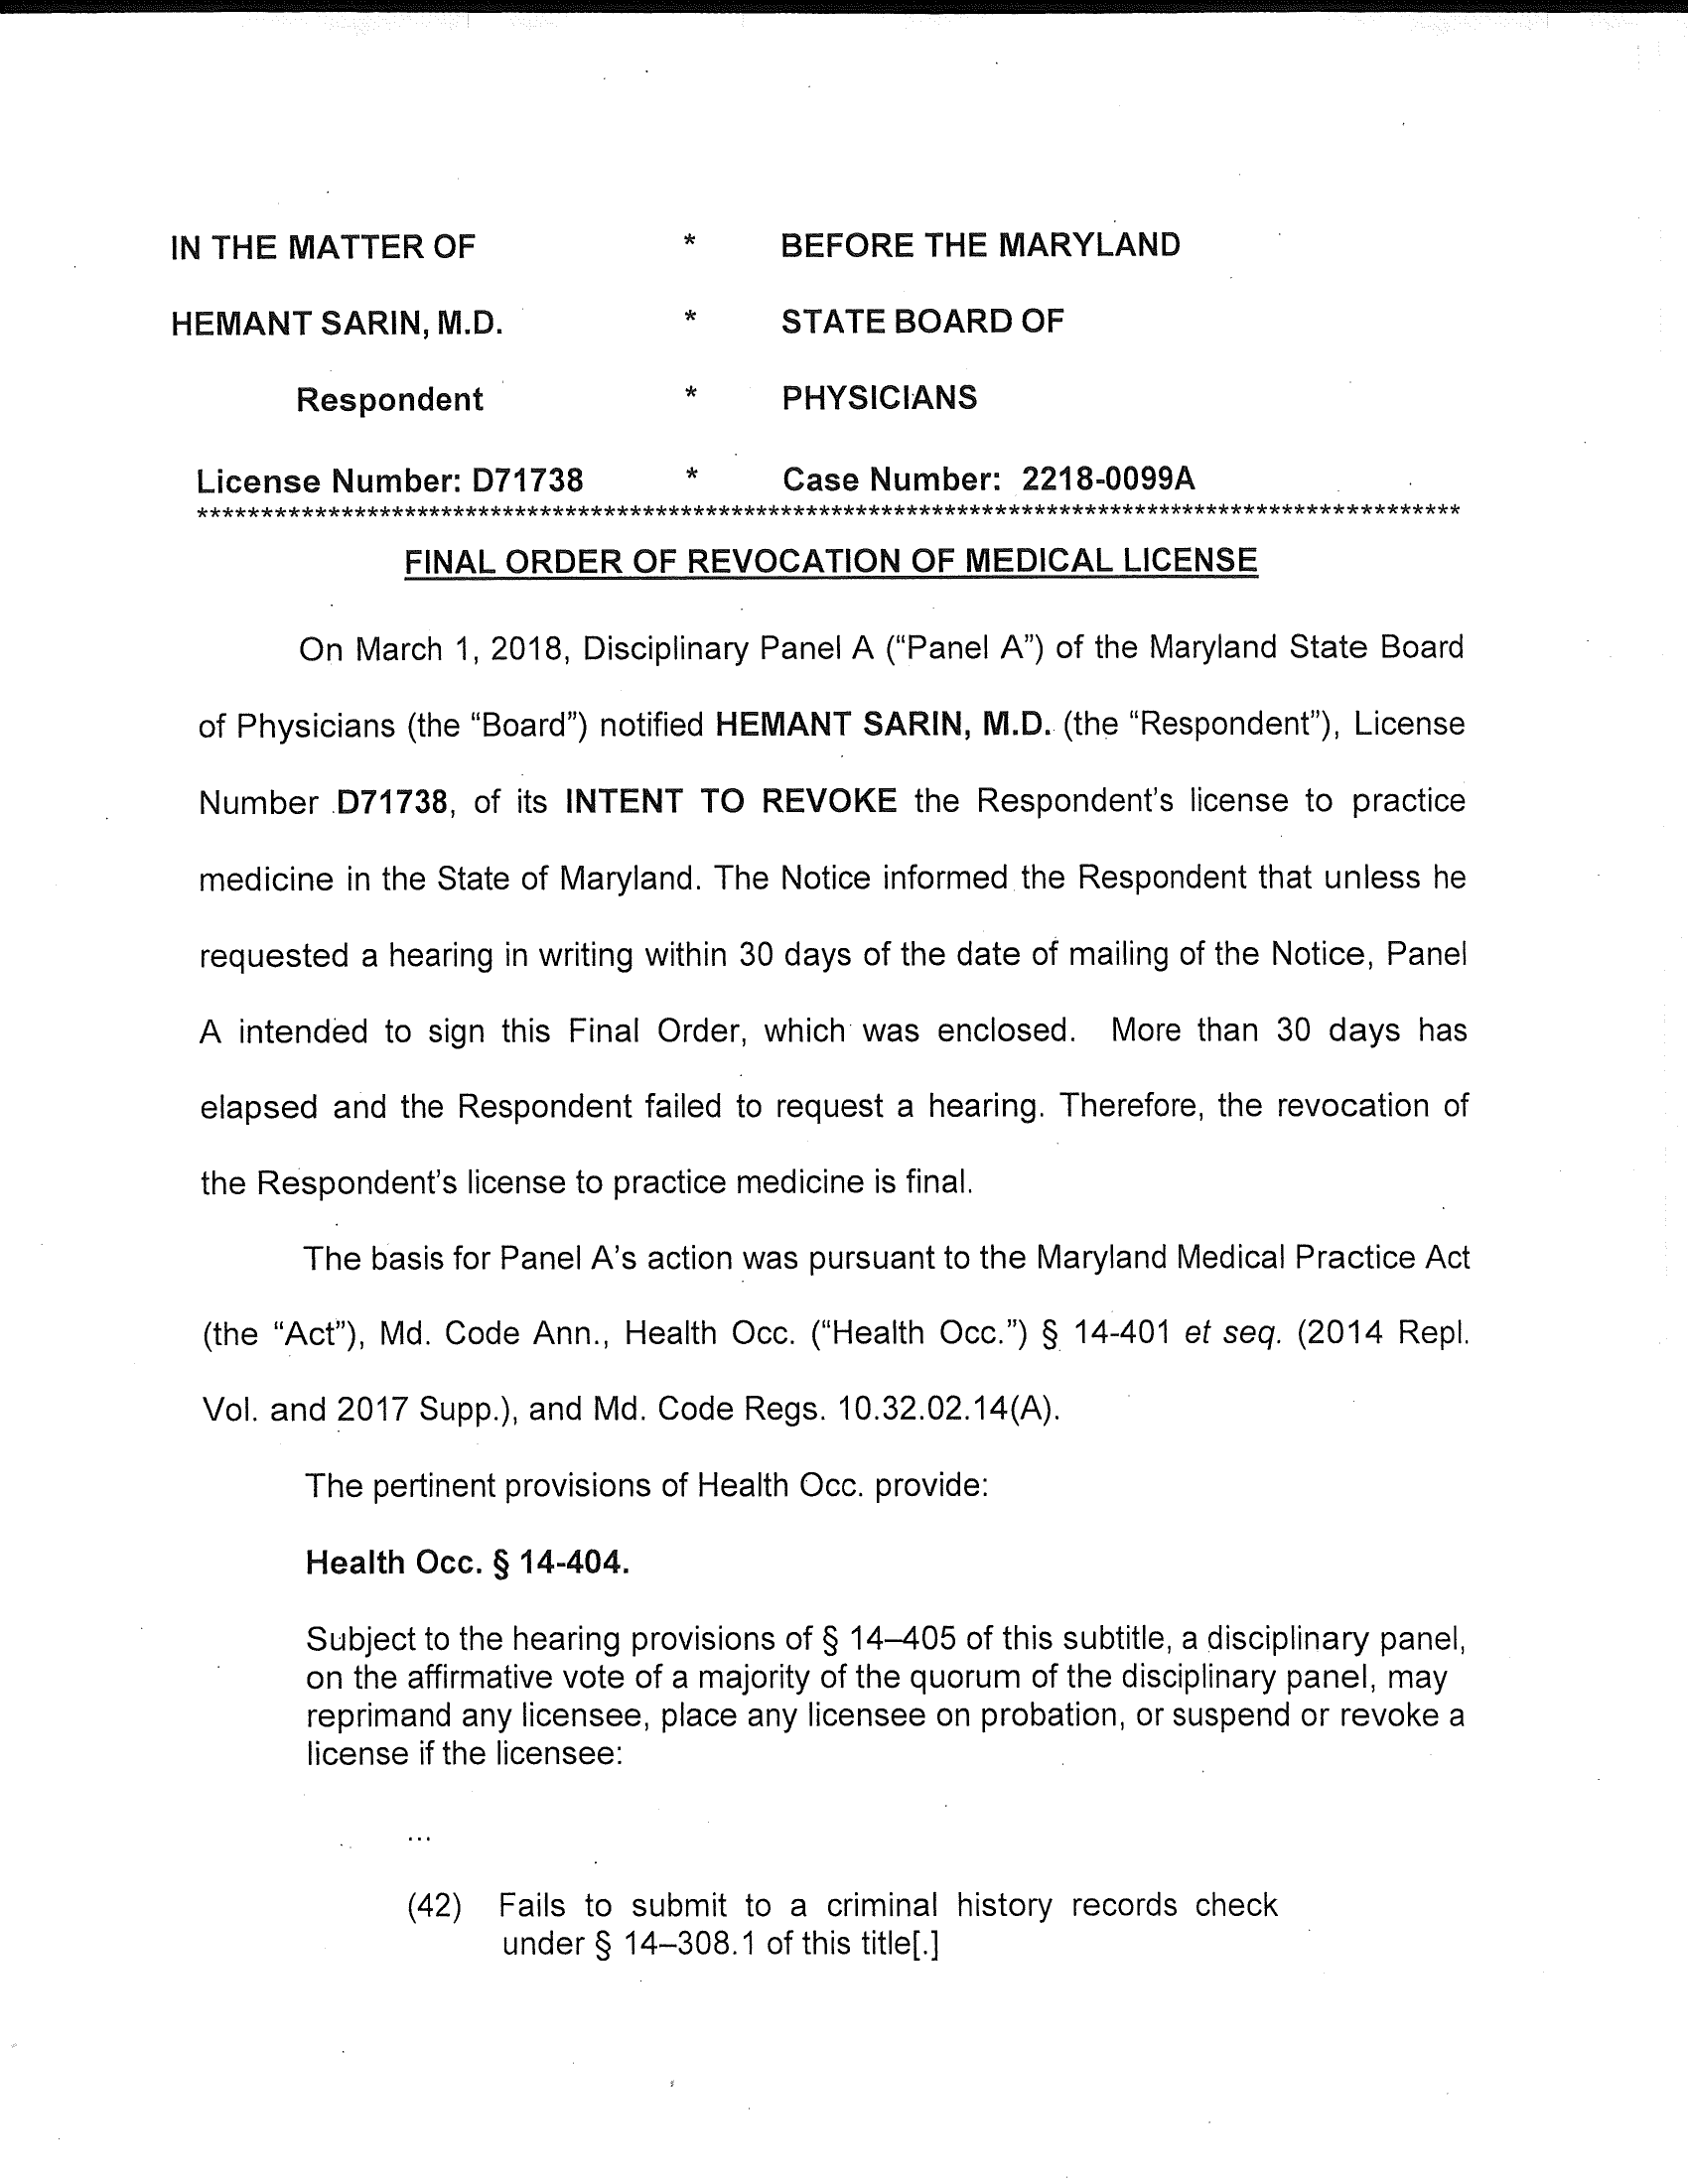 IN THE MATTER OF * BEFORE THE MARYLAND
HEMANT SARIN, M.D. * STATE BOARD OF
Respondent * PHYSICIANS
License Number: D71738 * Case Number: 2218-0099A
****************************************************************************************************
FINAL ORDER OF REVOCATION OF MEDICAL LICENSE
On March 1, 2018, Disciplinary Panel A (“Panel A”) of the Maryland State Board
of Physicians (the “Board”) notified HEMANT SARIN, M.D. (the “Respondent”), License
Number D71738, of its INTENT TO REVOKE the Respondent’s license to practice
medicine in the State of Maryland. The Notice informed the Respondent that unless he
requested a hearing in writing within 30 days of the date of mailing of the Notice, Panel
A intended to sign this Final Order, which was enclosed. More than 30 days has
elapsed and the Respondent failed to request a hearing. Therefore, the revocation of
the Respondent’s license to practice medicine is final.
The basis for Panel A’s action was pursuant to the Maryland Medical Practice Act
(the “Act”), Md. Code Ann., Health Occ. (“Health Occ.”) § 14-401 et seq. (2014 Repl.
Vol. and 2017 Supp.), and Md. Code Regs. 10.32.02.14(A).
The pertinent provisions of Health Occ. provide:
Health Occ. § 14-404.
Subject to the hearing provisions of § 14–405 of this subtitle, a disciplinary panel,
on the affirmative vote of a majority of the quorum of the disciplinary panel, may
reprimand any licensee, place any licensee on probation, or suspend or revoke a
license if the licensee:
...
(42) Fails to submit to a criminal history records check
under § 14–308.1 of this title[.]